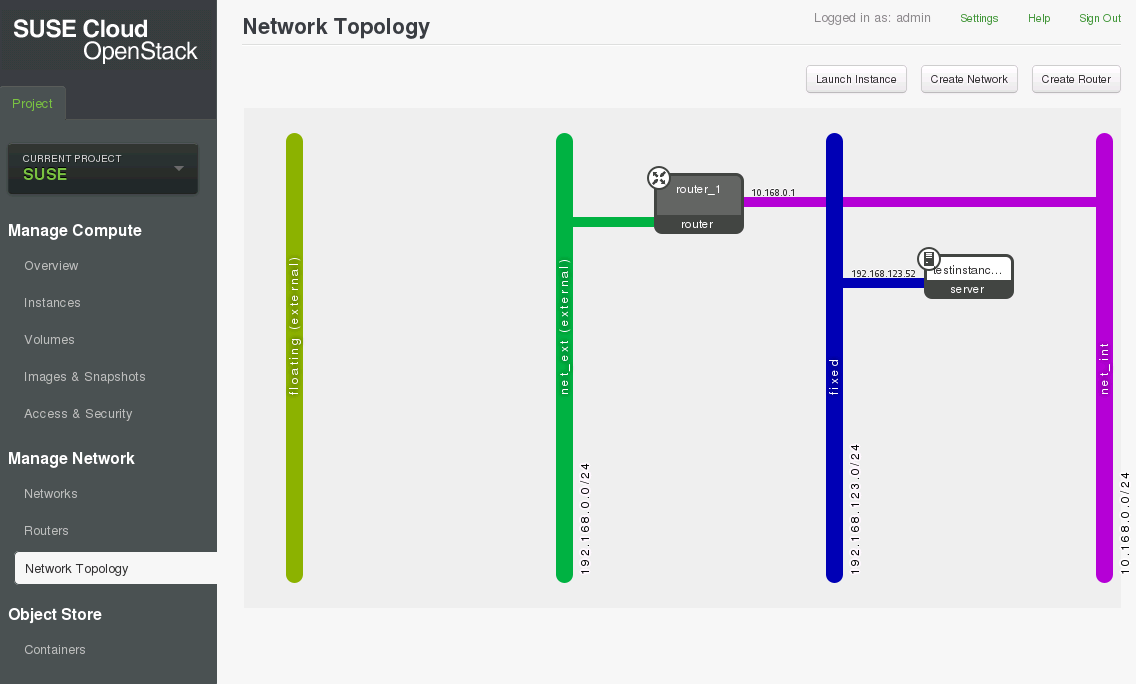 SUSE Cloud
OpenStack
Project
CURRENT PROJECT
SUSE
Manage Compute
Overview
Instances
Volumes
Images & Snapshots
Access & Security
Manage Network
Networks
Routers
Network Topology
Object Store
Containers
Network Topology
Logged in as: admin
Settings
Help
Sign Out
Launch Instance
Create Network
Create Router
floating (external)
net_ext (external)
192.168.0.0/24
router_1
router
10.168.0.1
fixed
192.168.123.0/24
192.168.123.52
testinstanc...
server
net_int
10.168.0.0/24